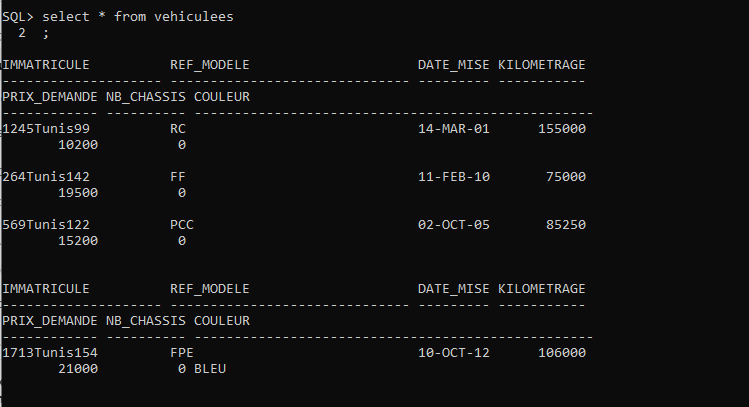 SQL> select * from vehiculees
  2  ;

IMMATRICULE          REF_MODELE                     DATE_MISE KILOMETRAGE
-------------------- ------------------------------ --------- -----------
PRIX_DEMANDE NB_CHASSIS COULEUR
------------ ---------- --------------------------------------------------
1245Tunis99          RC                             14-MAR-01      155000
       10200          0

264Tunis142          FF                             11-FEB-10       75000
       19500          0

569Tunis122          PCC                            02-OCT-05       85250
       15200          0


IMMATRICULE          REF_MODELE                     DATE_MISE KILOMETRAGE
-------------------- ------------------------------ --------- -----------
PRIX_DEMANDE NB_CHASSIS COULEUR
------------ ---------- --------------------------------------------------
1713Tunis154         FPE                            10-OCT-12      106000
       21000          0 BLEU